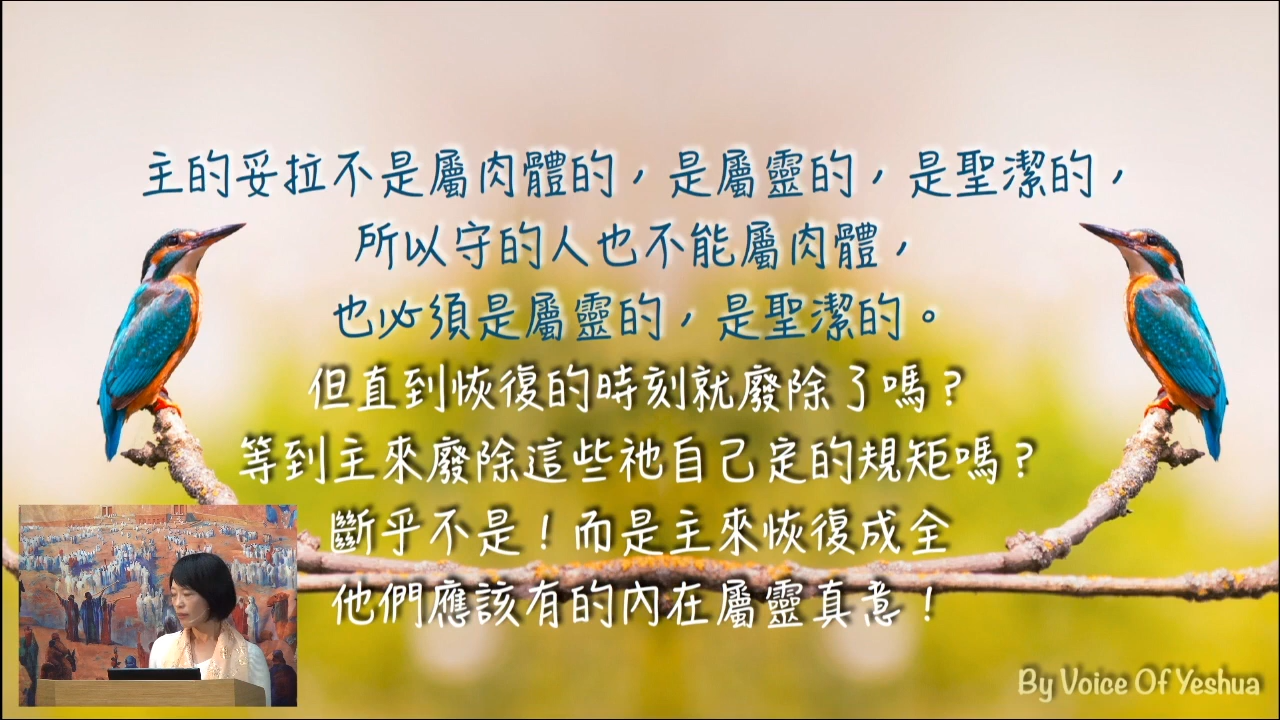 主的妥拉不是屬肉體的，是屬靈的，是聖潔的，
所以守的人也不能屬肉體，
也必須是屬靈的，是聖潔的。
但直到恢復的時刻就廢除了嗎？
等到主來廢除這些祂自己定的規矩嗎？
斷乎不是！而是主來恢復成全
他們應該有的內在屬靈真意！
By Voice Of Yeshua